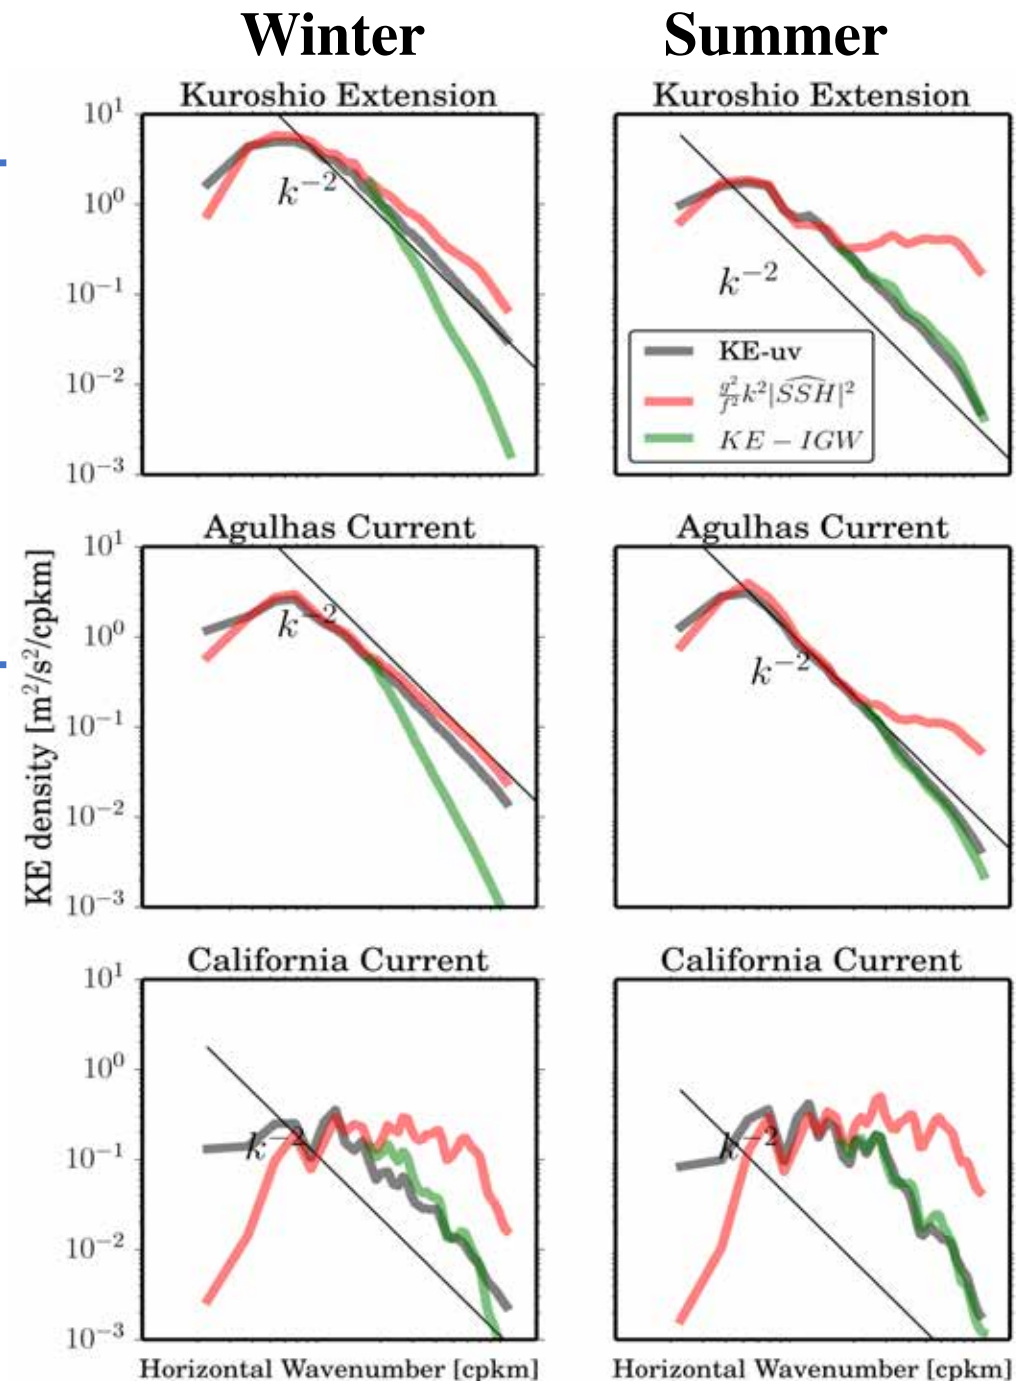 Winter Summer
Kuroshio Extension Kuroshio Extension
10¹
10⁰
10⁻¹
10⁻²
10⁻³
k⁻² k⁻²
KE-uv
g²/f² k²|SSH|²
KE − IGW
Agulhas Current Agulhas Current
KE density [m²/s²/cpkm]
10¹
10⁰
10⁻¹
10⁻²
10⁻³
k⁻² k⁻²
California Current California Current
10¹
10⁰
10⁻¹
10⁻²
10⁻³
k⁻² k⁻²
Horizontal Wavenumber [cpkm] Horizontal Wavenumber [cpkm]